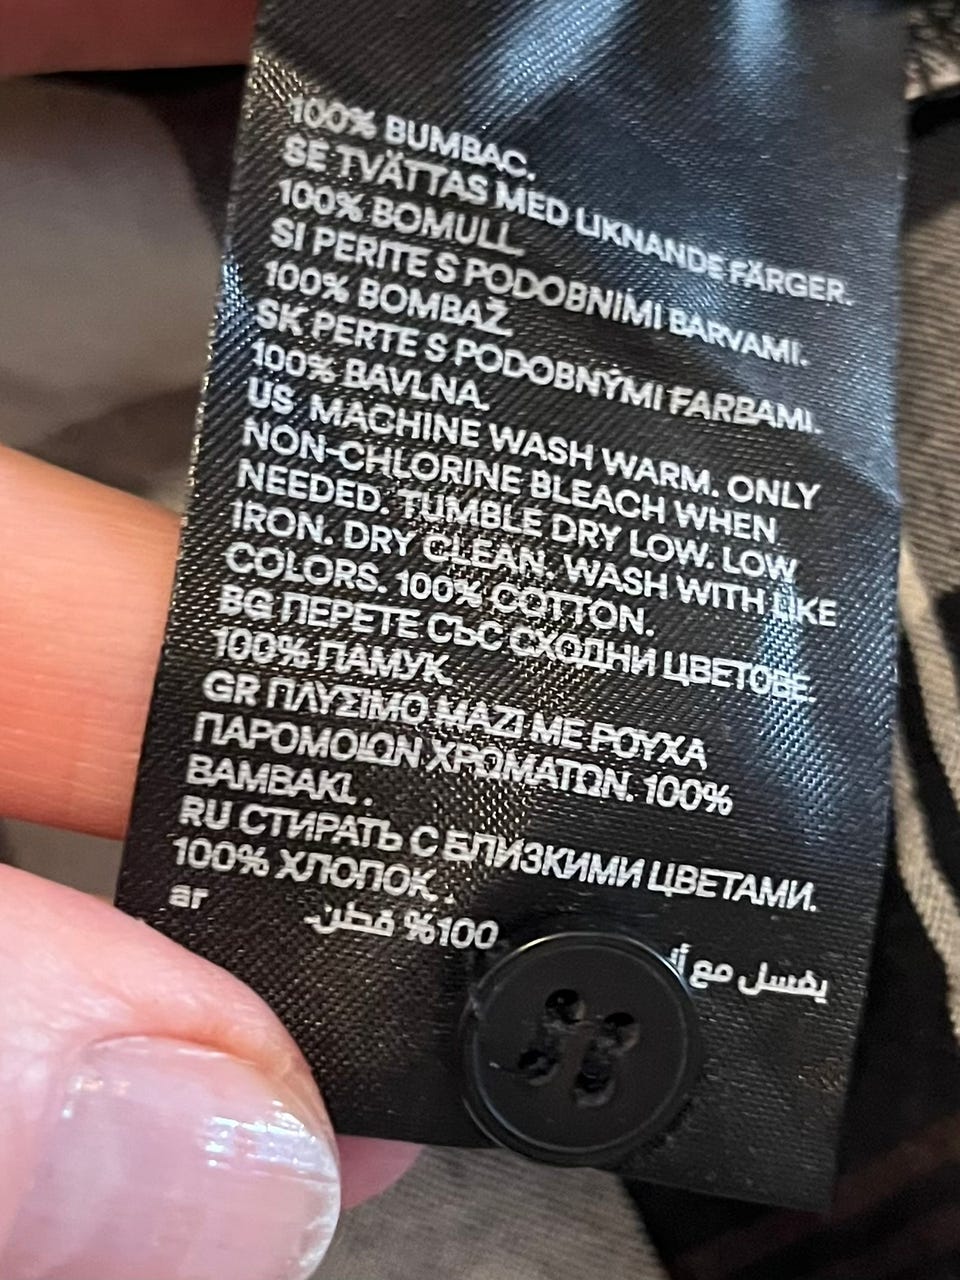 100% BUMBAC.
SE TVÄTTAS MED LIKNANDE FÄRGER.
100% BOMULL.
SI PERITE S PODOBNIMI BARVAMI.
100% BOMBAŽ.
SK PERTE S PODOBNÝMI FARBAMI.
100% BAVLNA.
US MACHINE WASH WARM. ONLY
NON-CHLORINE BLEACH WHEN
NEEDED. TUMBLE DRY LOW. LOW
IRON. DRY CLEAN. WASH WITH LIKE
COLORS. 100% COTTON.
BG ПЕРЕТЕ СЪС СХОДНИ ЦВЕТОВЕ.
100% ПАМУК.
GR ΠΛΥΣΙΜΟ ΜΑΖΙ ΜΕ ΡΟΥΧΑ
ΠΑΡΟΜΟΙΩΝ ΧΡΩΜΑΤΩΝ. 100%
ΒΑΜΒΑΚΙ. .
RU СТИРАТЬ С БЛИЗКИМИ ЦВЕТАМИ.
100% ХЛОПОК. .
ar
يغسل مع
100% قطن.